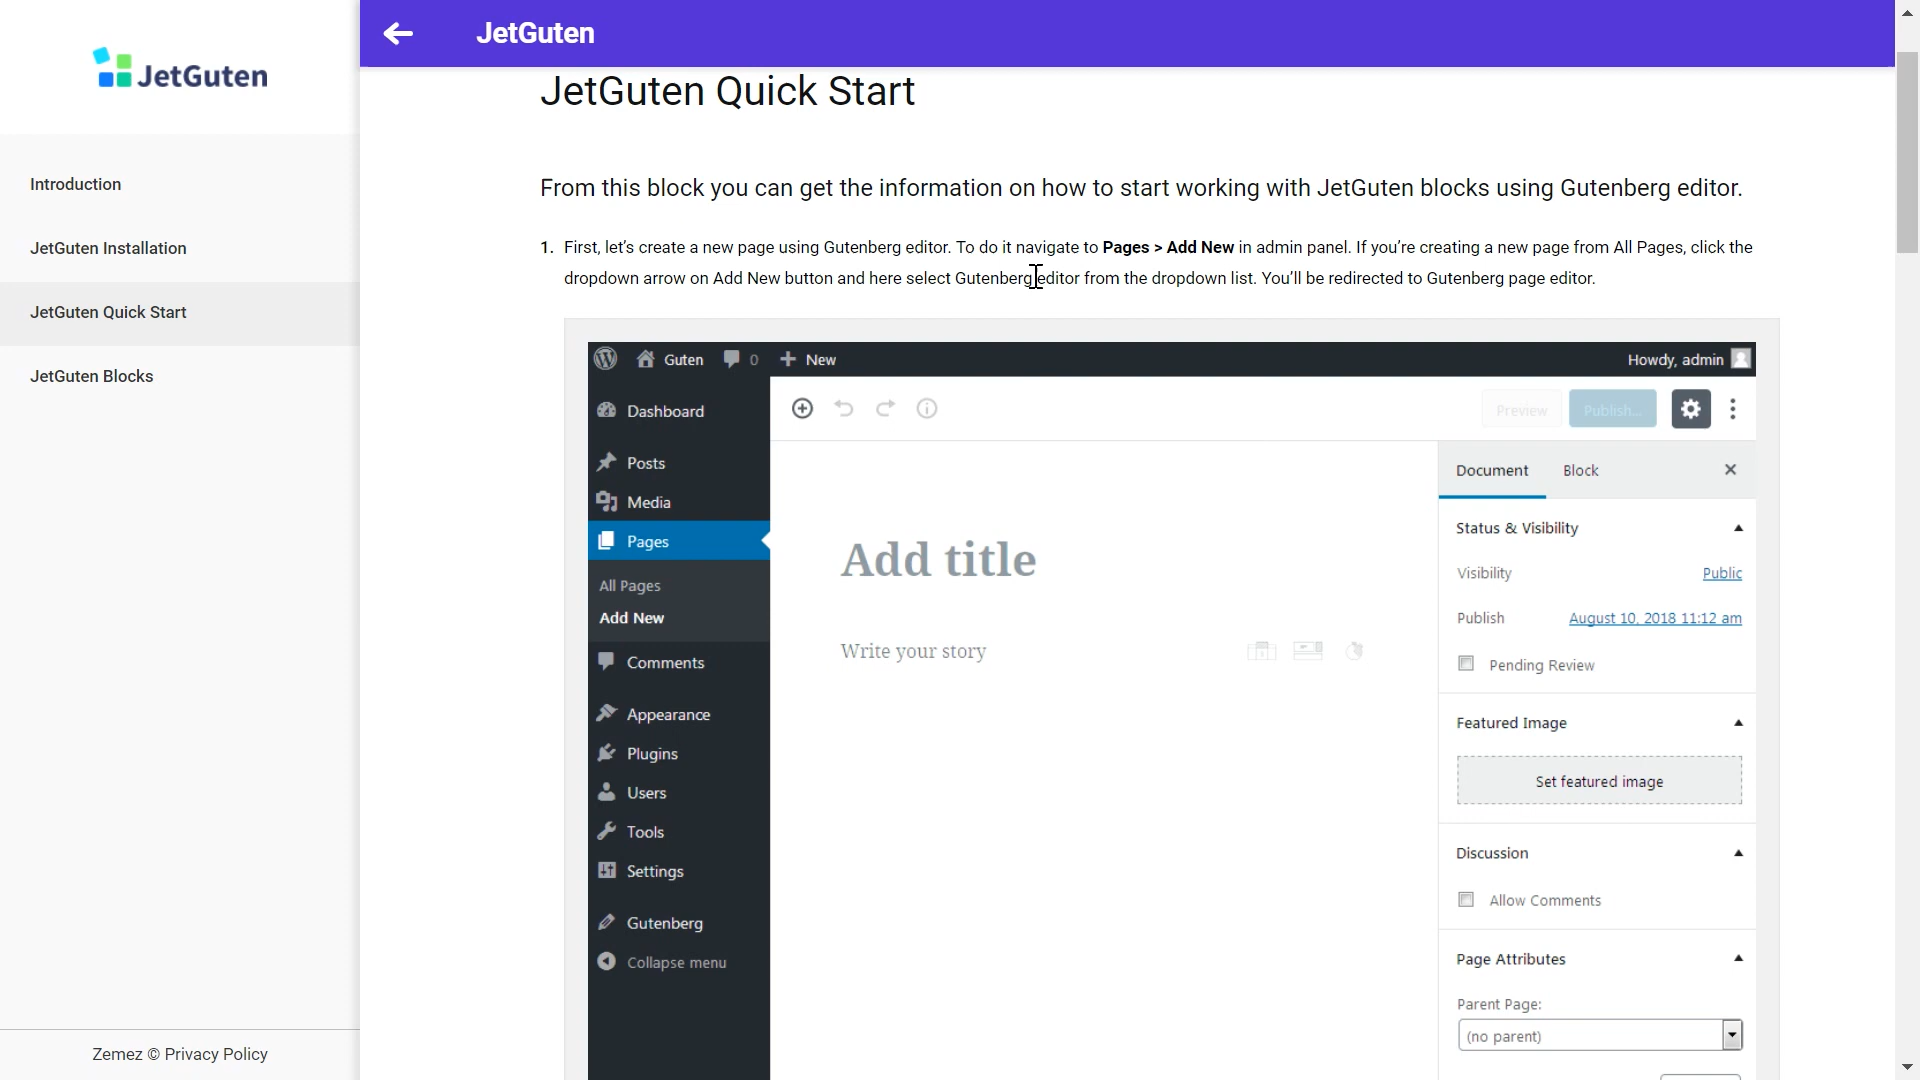 JetGuten
Introduction
JetGuten Installation
JetGuten Quick Start
JetGuten Blocks
Zemez © Privacy Policy
JetGuten
JetGuten Quick Start
From this block you can get the information on how to start working with JetGuten blocks using Gutenberg editor.
1. First, let’s create a new page using Gutenberg editor. To do it navigate to Pages > Add New in admin panel. If you’re creating a new page from All Pages, click the
dropdown arrow on Add New button and here select Gutenberg editor from the dropdown list. You’ll be redirected to Gutenberg page editor.
Guten 0 New Howdy, admin
Dashboard
Posts
Media
Pages
All Pages
Add New
Comments
Appearance
Plugins
Users
Tools
Settings
Gutenberg
Collapse menu
Preview Publish...
Add title
Write your story
Document Block
Status & Visibility
Visibility Public
Publish August 10, 2018 11:12 am
Pending Review
Featured Image
Set featured image
Discussion
Allow Comments
Page Attributes
Parent Page:
(no parent)